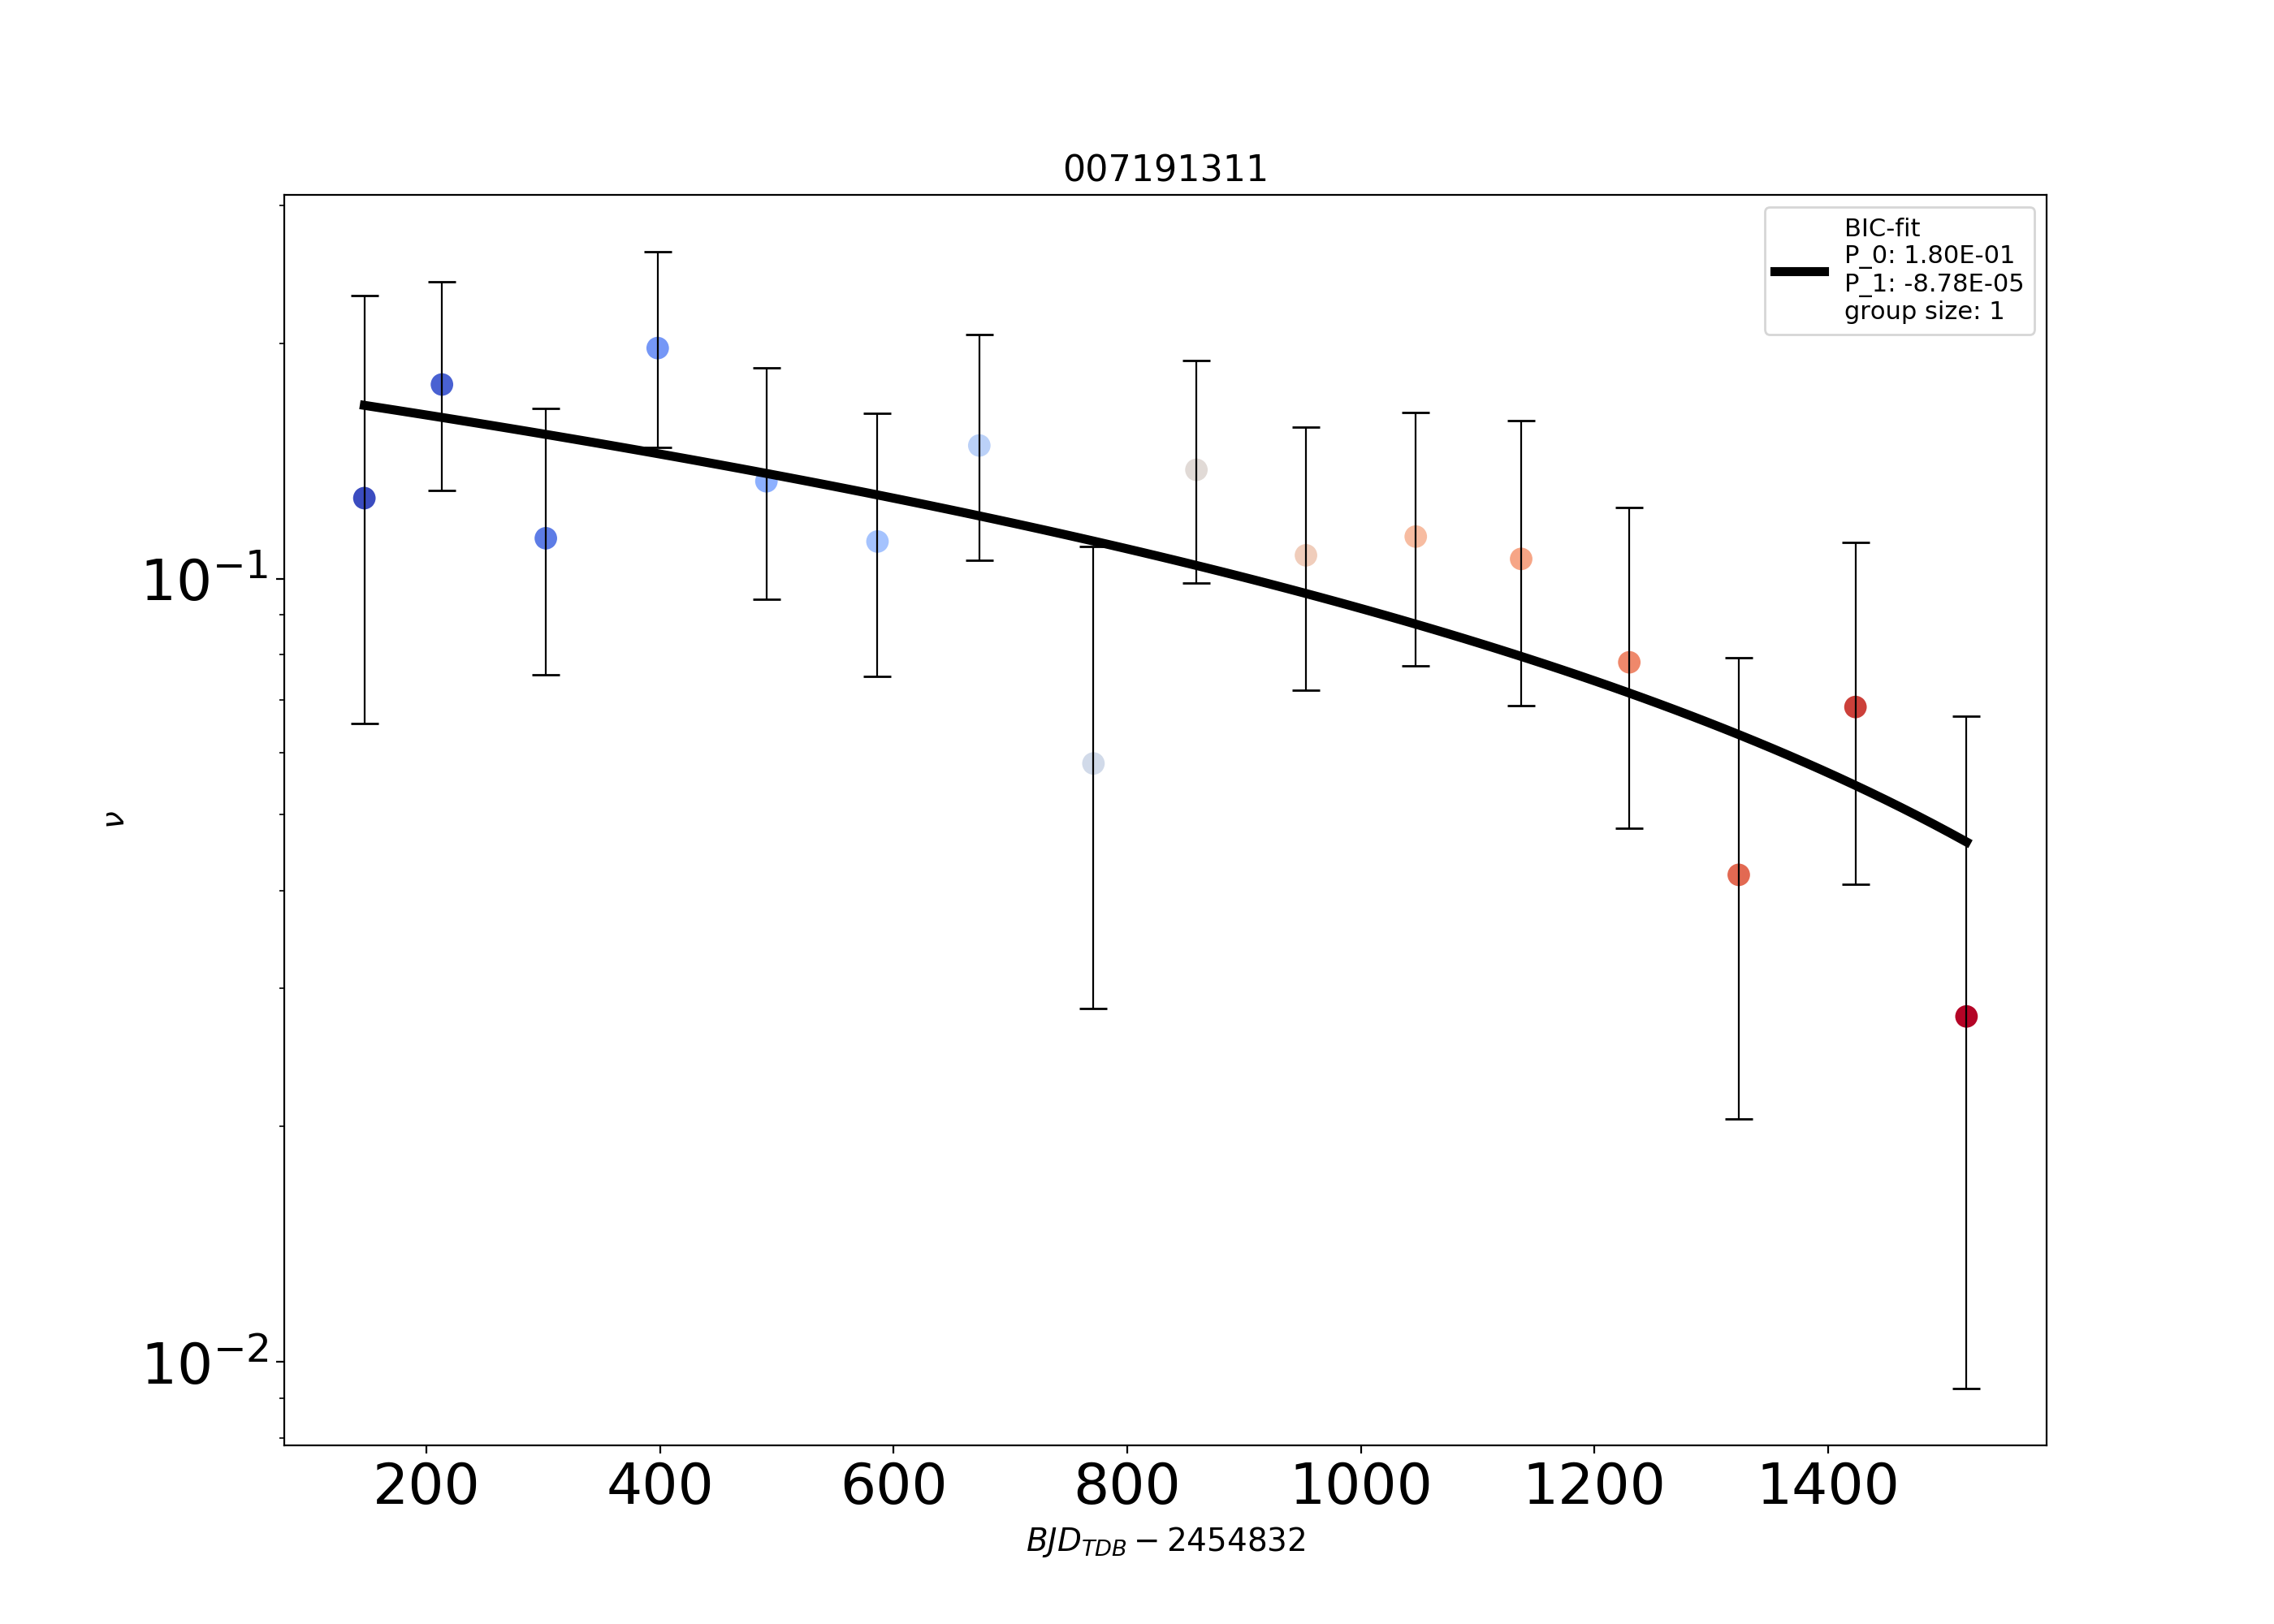 007191311
BIC-fit
P_0: 1.80E-01
P_1: -8.78E-05
group size: 1
10⁻¹
ν
10⁻²
200 400 600 800 1000 1200 1400
BJD_TDB − 2454832